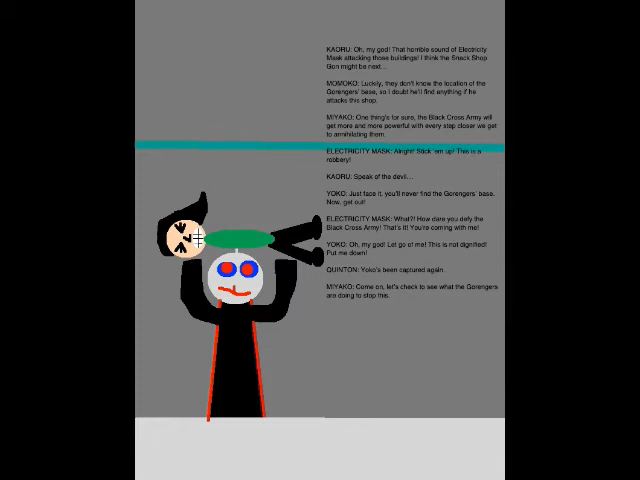 KAORU: Oh, my god! That horrible sound of Electricity
Mask attacking those buildings! I think the Snack Shop
Gon might be next...
MOMOKO: Luckily, they don't know the location of the
Gorengers' base, so I doubt he'll find anything if he
attacks this shop.
MIYAKO: One thing's for sure, the Black Cross Army will
get more and more powerful with every step closer we get
to annihilating them.
ELECTRICITY MASK: Alright! Stick 'em up! This is a
robbery!
KAORU: Speak of the devil...
YOKO: Just face it, you'll never find the Gorengers' base.
Now, get out!
ELECTRICITY MASK: What?! How dare you defy the
Black Cross Army! That's it! You're coming with me!
YOKO: Oh, my god! Let go of me! This is not dignified!
Put me down!
QUINTON: Yoko's been captured again.
MIYAKO: Come on, let's check to see what the Gorengers
are doing to stop this.